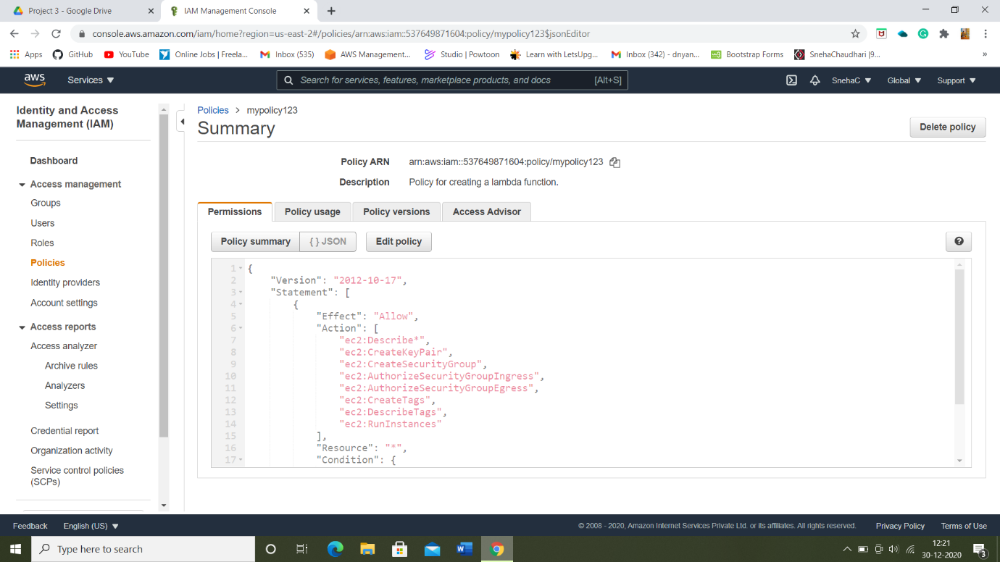 Project 3 - Google Drive
IAM Management Console
console.aws.amazon.com/iam/home?region=us-east-2#/policies/arn:aws:iam::537649871604:policy/mypolicy123$jsonEditor
Apps
GitHub
YouTube
Online Jobs | Freela...
Inbox (535)
AWS Management...
Studio | Powtoon
Learn with LetsUpg...
Inbox (342) - dnyan...
Bootstrap Forms
SnehaChaudhari |9...
»
aws
Services
Search for services, features, marketplace products, and docs
[Alt+S]
SnehaC
Global
Support
Identity and Access
Management (IAM)
Dashboard
Access management
Groups
Users
Roles
Policies
Identity providers
Account settings
Access reports
Access analyzer
Archive rules
Analyzers
Settings
Credential report
Organization activity
Service control policies
(SCPs)
Policies > mypolicy123
Summary
Delete policy
Policy ARN arn:aws:iam::537649871604:policy/mypolicy123
Description Policy for creating a lambda function.
Permissions
Policy usage
Policy versions
Access Advisor
Policy summary
{ } JSON
Edit policy
?
1 {
2 "Version": "2012-10-17",
3 "Statement": [
4 {
5 "Effect": "Allow",
6 "Action": [
7 "ec2:Describe*",
8 "ec2:CreateKeyPair",
9 "ec2:CreateSecurityGroup",
10 "ec2:AuthorizeSecurityGroupIngress",
11 "ec2:AuthorizeSecurityGroupEgress",
12 "ec2:CreateTags",
13 "ec2:DescribeTags",
14 "ec2:RunInstances"
15 ],
16 "Resource": "*",
17 "Condition": {
Feedback
English (US)
© 2008 - 2020, Amazon Internet Services Private Ltd. or its affiliates. All rights reserved.
Privacy Policy
Terms of Use
Type here to search
12:21
30-12-2020
3